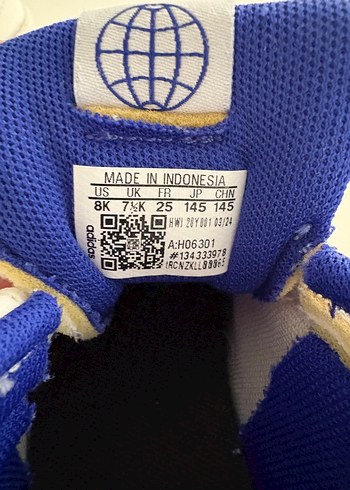 MADE IN INDONESIA
US UK FR JP CHN
8K 7½K 25 145 145
adidas
HWI 28Y001 03/24
A:H06301
#134333978